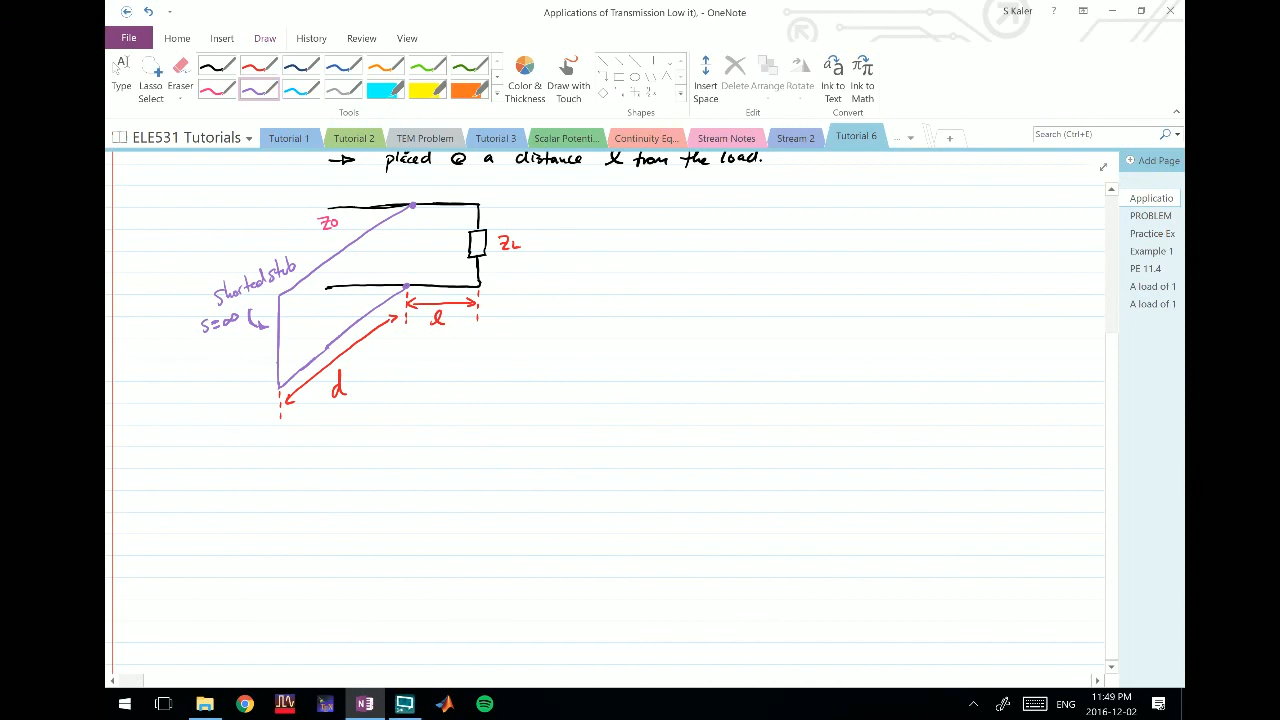 Applications of Transmission Low it), - OneNote
S Kaler
?
File
Home
Insert
Draw
History
Review
View
Type
Lasso Select
Eraser
Color & Thickness
Draw with Touch
Insert Space
Delete
Arrange
Rotate
Ink to Text
Ink to Math
Tools
Shapes
Edit
Convert
ELE531 Tutorials
Tutorial 1
Tutorial 2
TEM Problem
Tutorial 3
Scalar Potenti...
Continuity Eq...
Stream Notes
Stream 2
Tutorial 6
...
Search (Ctrl+E)
Add Page
Applicatio
PROBLEM
Practice Ex
Example 1
PE 11.4
A load of 1
A load of 1
→ placed @ a distance l from the load.
Zo
ZL
shorted stub
s=∞
l
d
ENG
11:49 PM
2016-12-02